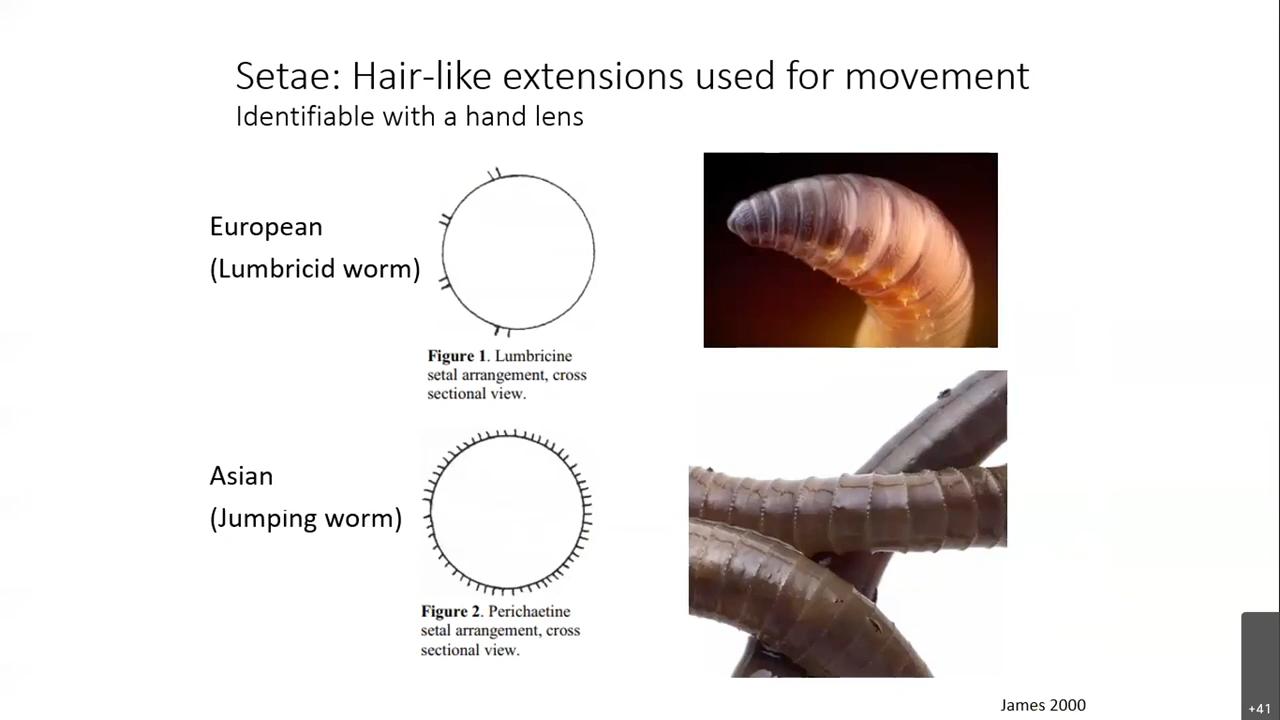 Setae: Hair-like extensions used for movement
Identifiable with a hand lens
European
(Lumbricid worm)
Figure 1. Lumbricine
setal arrangement, cross
sectional view.
Asian
(Jumping worm)
Figure 2. Perichaetine
setal arrangement, cross
sectional view.
James 2000
+41